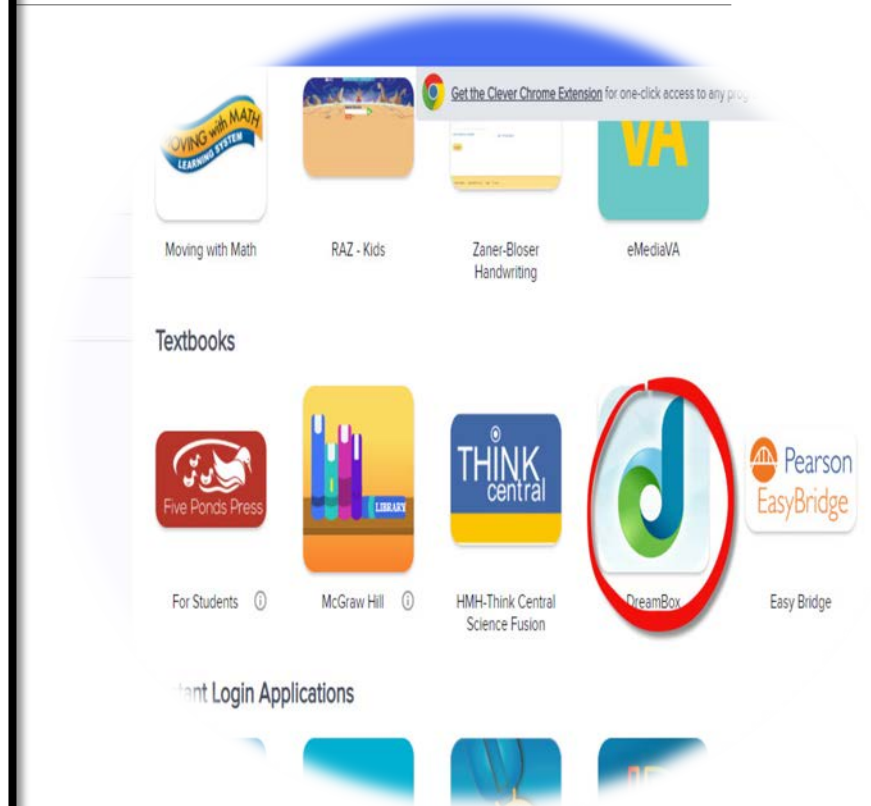 Get the Clever Chrome Extension for one-click access to any
MOVING with MATH
LEARNING SYSTEM
VA
Moving with Math
RAZ - Kids
Zaner-Bloser
Handwriting
eMediaVA
Textbooks
Five Ponds Press
LIBRARY
THINK
central
Pearson
EasyBridge
For Students
McGraw Hill
HMH-Think Central
Science Fusion
DreamBox
Easy Bridge
Login Applications